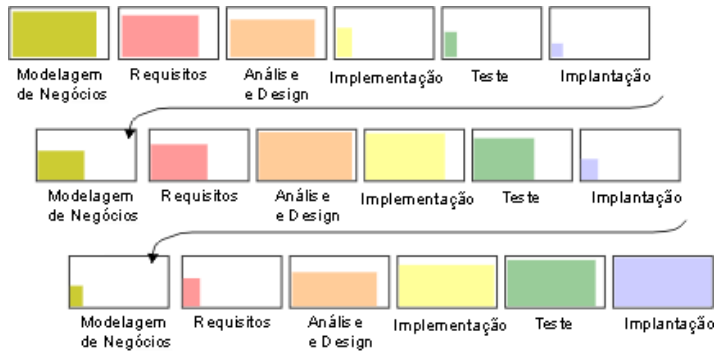 Modelagem
de Negócios
Requisitos
Análise
e Design
Implementação
Teste
Implantação
Modelagem
de Negócios
Requisitos
Análise
e Design
Implementação
Teste
Implantação
Modelagem
de Negócios
Requisitos
Análise
e Design
Implementação
Teste
Implantação